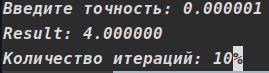 Введите точность: 0.000001
Result: 4.000000
Количество итераций: 10%